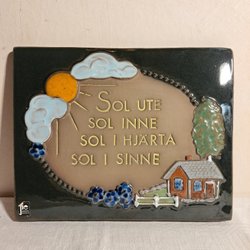 SOL UTE
SOL INNE
SOL I HJÄRTA
SOL I SINNE